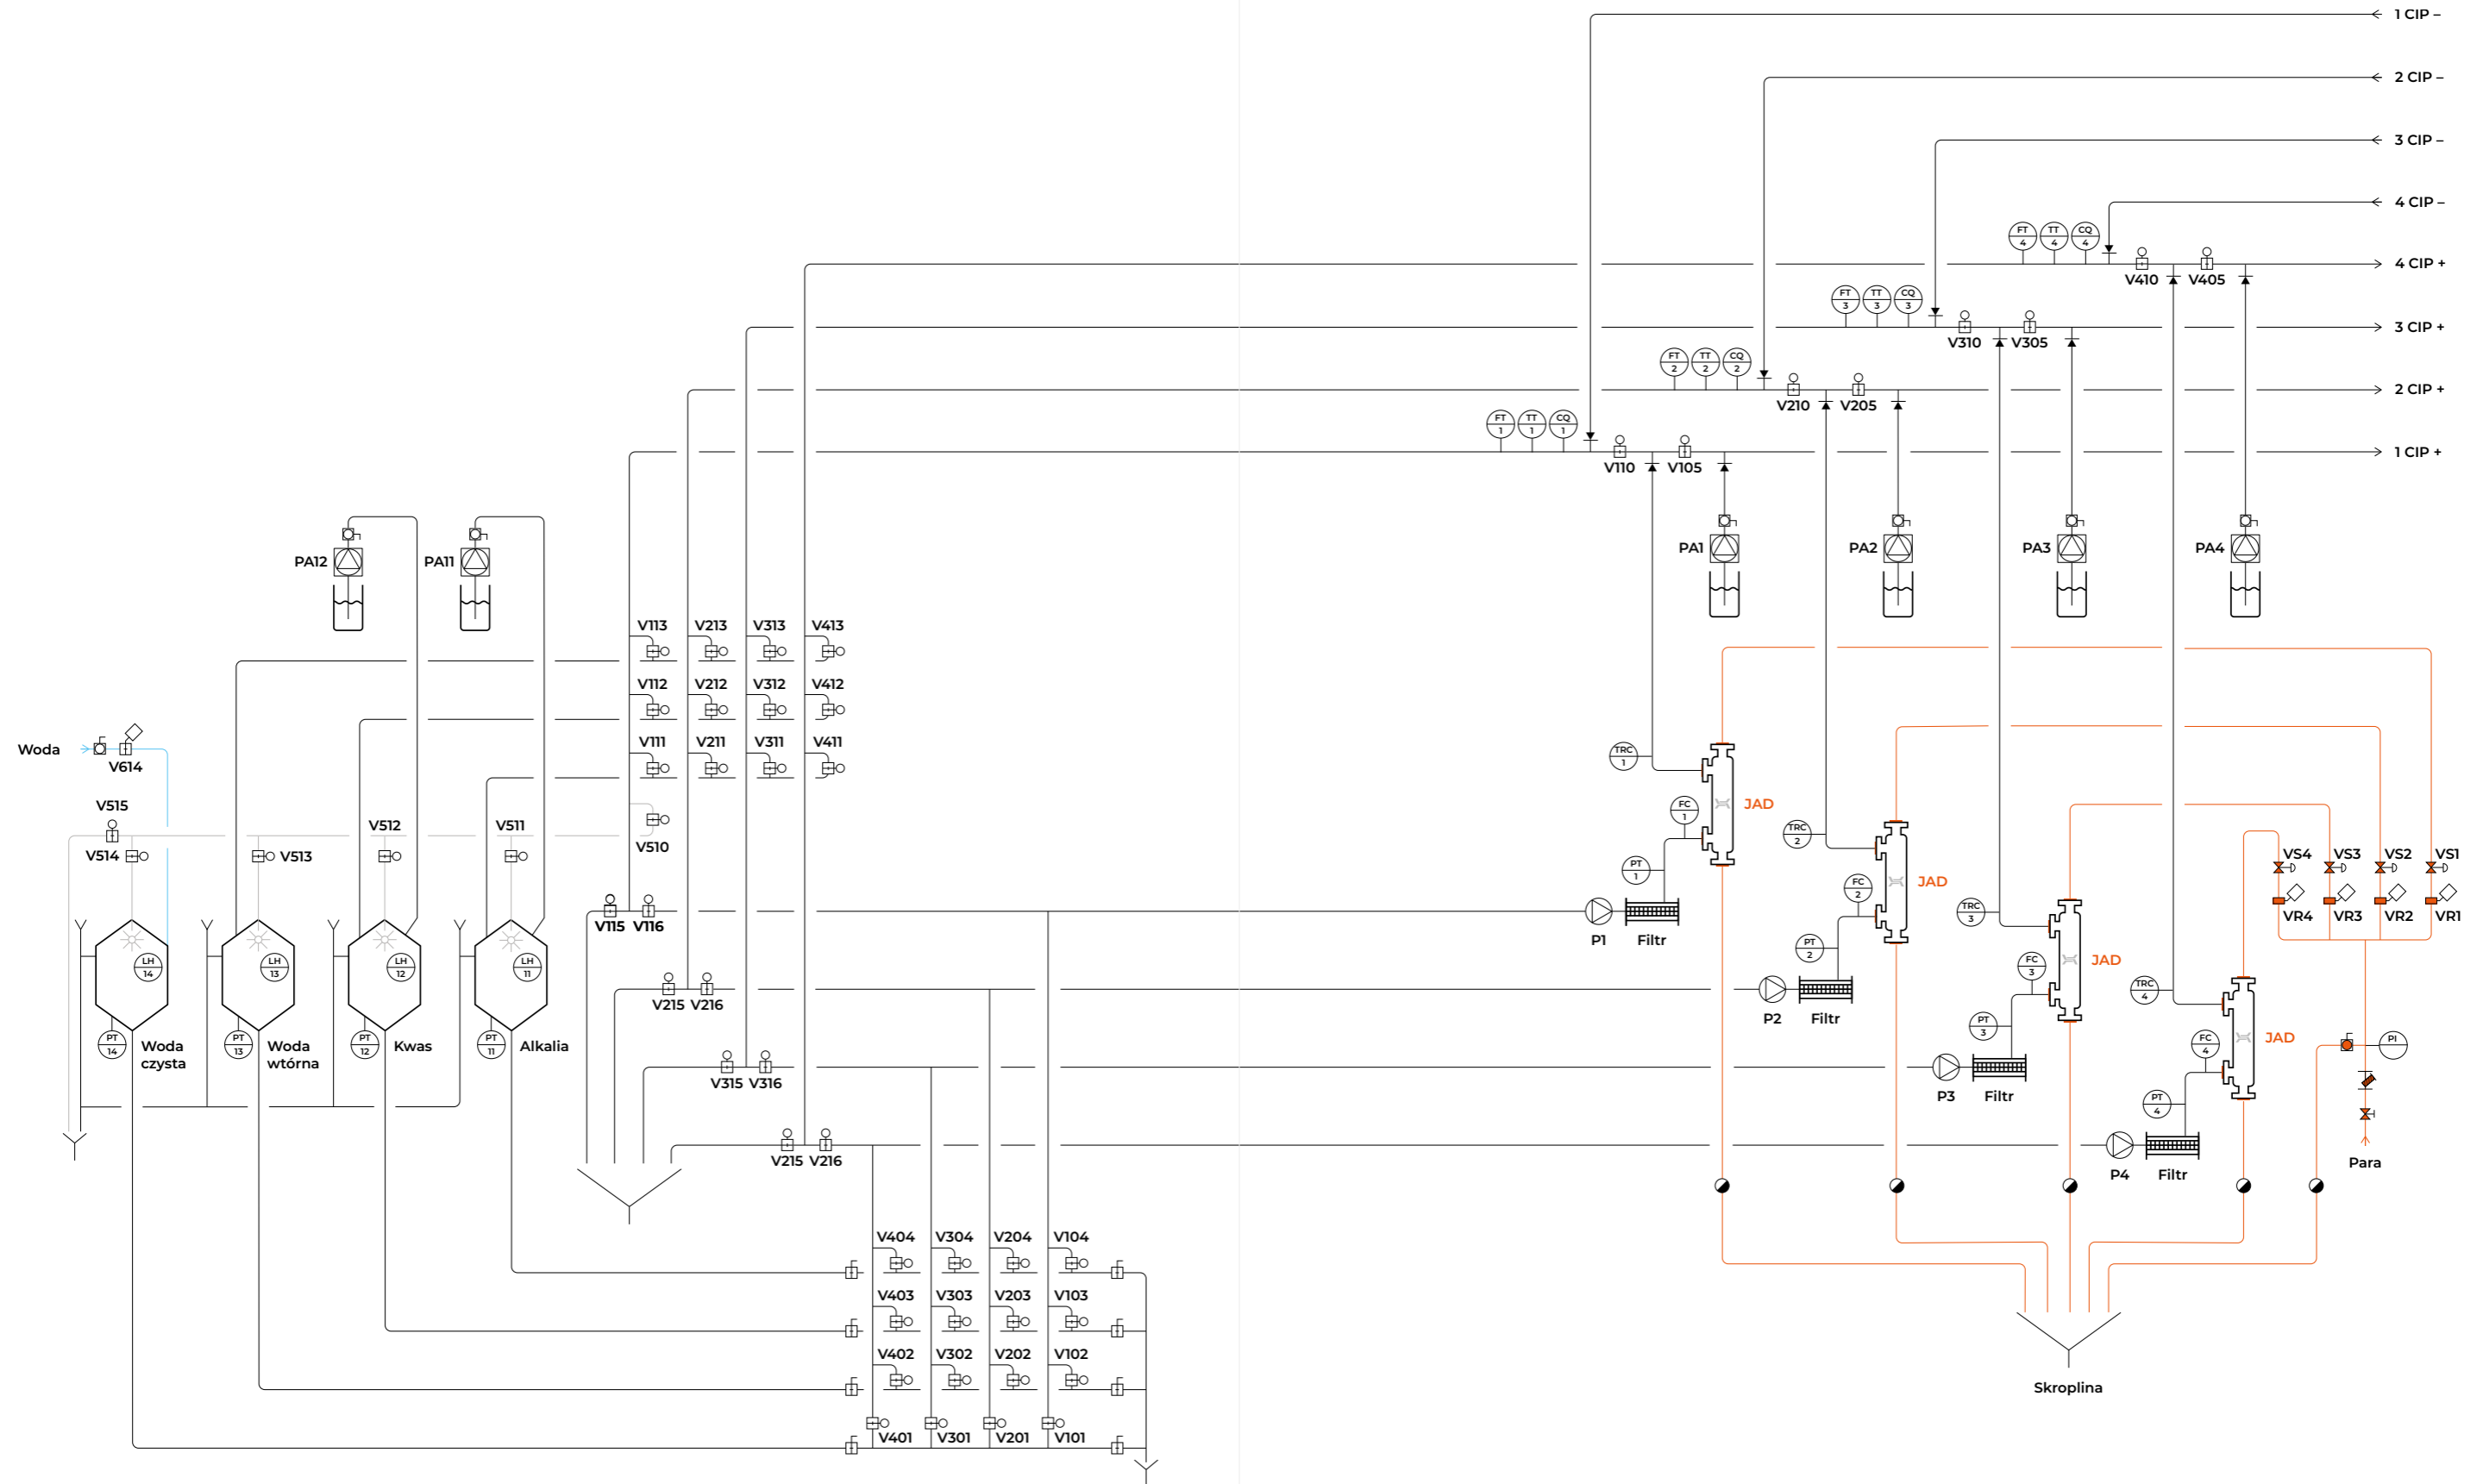 1 CIP –
2 CIP –
3 CIP –
4 CIP –
FT 4
TT 4
CQ 4
V410
V405
4 CIP +
FT 3
TT 3
CQ 3
V310
V305
3 CIP +
FT 2
TT 2
CQ 2
V210
V205
2 CIP +
FT 1
TT 1
CQ 1
V110
V105
1 CIP +
PA12
PA11
PA1
PA2
PA3
PA4
V113
V213
V313
V413
V112
V212
V312
V412
V111
V211
V311
V411
Woda
V614
V515
V514
V513
V512
V511
V510
TRC 1
FC 1
PT 1
JAD
TRC 2
FC 2
PT 2
JAD
TRC 3
FC 3
PT 3
JAD
TRC 4
FC 4
PT 4
JAD
VS4
VS3
VS2
VS1
VR4
VR3
VR2
VR1
V115
V116
P1
Filtr
LH 14
LH 13
LH 12
LH 11
V215
V216
P2
Filtr
PT 14
Woda
czysta
PT 13
Woda
wtórna
PT 12
Kwas
PT 11
Alkalia
V315
V316
P3
Filtr
PI
V215
V216
P4
Filtr
Para
V404
V304
V204
V104
V403
V303
V203
V103
V402
V302
V202
V102
V401
V301
V201
V101
Skroplina